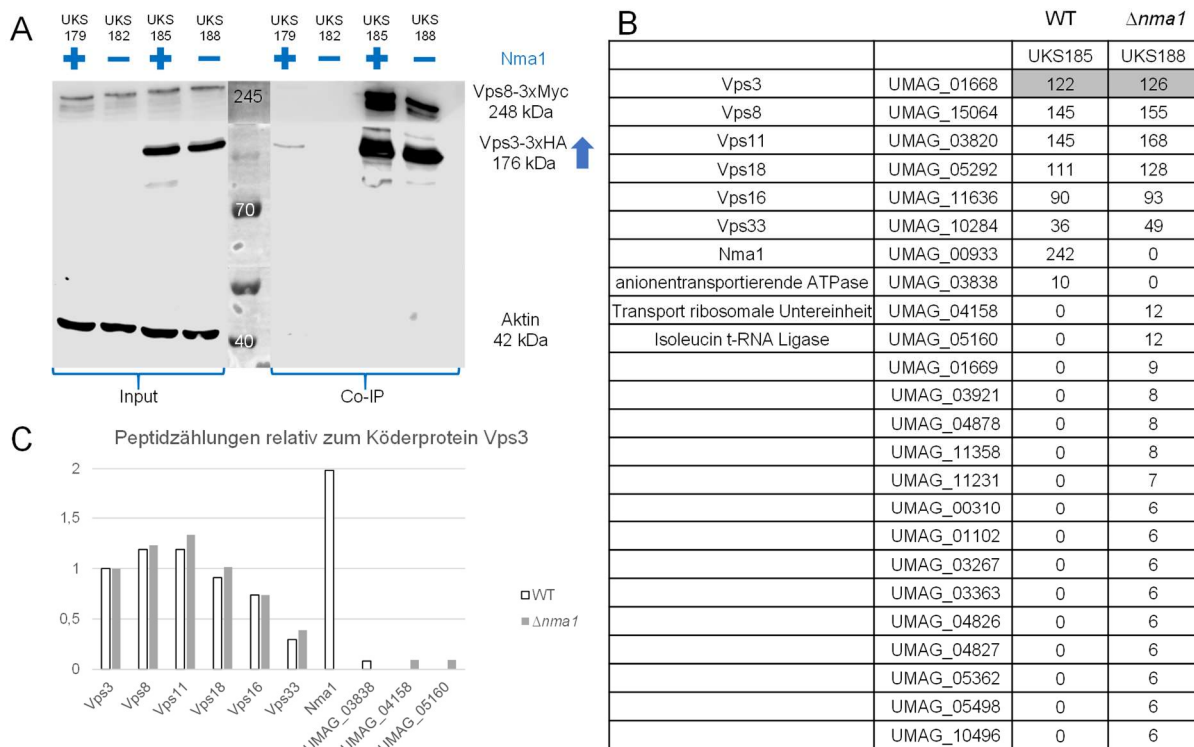 A
UKS 179 UKS 182 UKS 185 UKS 188 UKS 179 UKS 182 UKS 185 UKS 188
+ − + − + − + − Nma1
245
Vps8-3xMyc
248 kDa
Vps3-3xHA
176 kDa
70
Aktin
42 kDa
40
Input Co-IP
B
WT Δnma1
UKS185 UKS188
Vps3 UMAG_01668 122 126
Vps8 UMAG_15064 145 155
Vps11 UMAG_03820 145 168
Vps18 UMAG_05292 111 128
Vps16 UMAG_11636 90 93
Vps33 UMAG_10284 36 49
Nma1 UMAG_00933 242 0
anionentransportierende ATPase UMAG_03838 10 0
Transport ribosomale Untereinheit UMAG_04158 0 12
Isoleucin t-RNA Ligase UMAG_05160 0 12
UMAG_01669 0 9
UMAG_03921 0 8
UMAG_04878 0 8
UMAG_11358 0 8
UMAG_11231 0 7
UMAG_00310 0 6
UMAG_01102 0 6
UMAG_03267 0 6
UMAG_03363 0 6
UMAG_04826 0 6
UMAG_04827 0 6
UMAG_05362 0 6
UMAG_05498 0 6
UMAG_10496 0 6
C
Peptidzählungen relativ zum Köderprotein Vps3
2
1,5
1
0,5
0
Vps3 Vps8 Vps11 Vps18 Vps16 Vps33 Nma1 UMAG_03838 UMAG_04158 UMAG_05160
WT
Δnma1